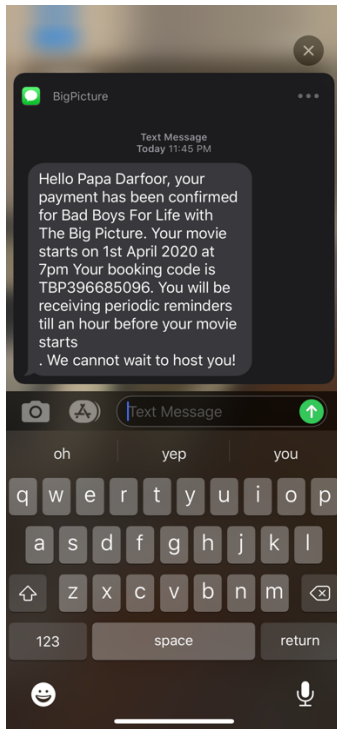 BigPicture
Text Message
Today 11:45 PM
Hello Papa Darfoor, your
payment has been confirmed
for Bad Boys For Life with
The Big Picture. Your movie
starts on 1st April 2020 at
7pm Your booking code is
TBP396685096. You will be
receiving periodic reminders
till an hour before your movie
starts
. We cannot wait to host you!
Text Message
oh yep you
q w e r t y u i o p
a s d f g h j k l
z x c v b n m
123 space return